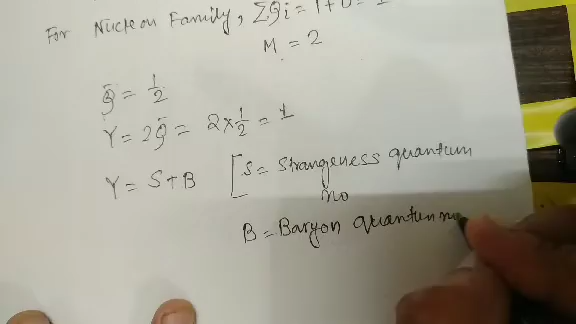 For Nucleon Family, ΣQi = 1 + 0 = 1
M = 2
Q̄ = 1/2
Y = 2Q̄ = 2 × 1/2 = 1
Y = S + B [S = Strangeness quantum
no
B = Baryon quantum n